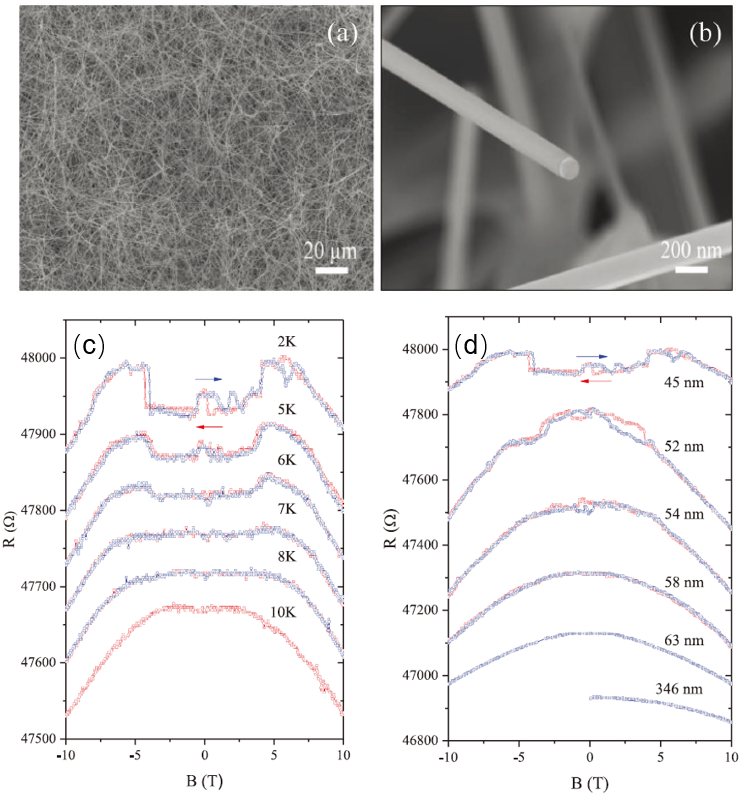 (a)
20 µm
(b)
200 nm
(c)
2K
5K
6K
7K
8K
10K
48000
47900
47800
47700
47600
47500
R (Ω)
-10 -5 0 5 10
B (T)
(d)
45 nm
52 nm
54 nm
58 nm
63 nm
346 nm
48000
47800
47600
47400
47200
47000
46800
R (Ω)
-10 -5 0 5 10
B (T)